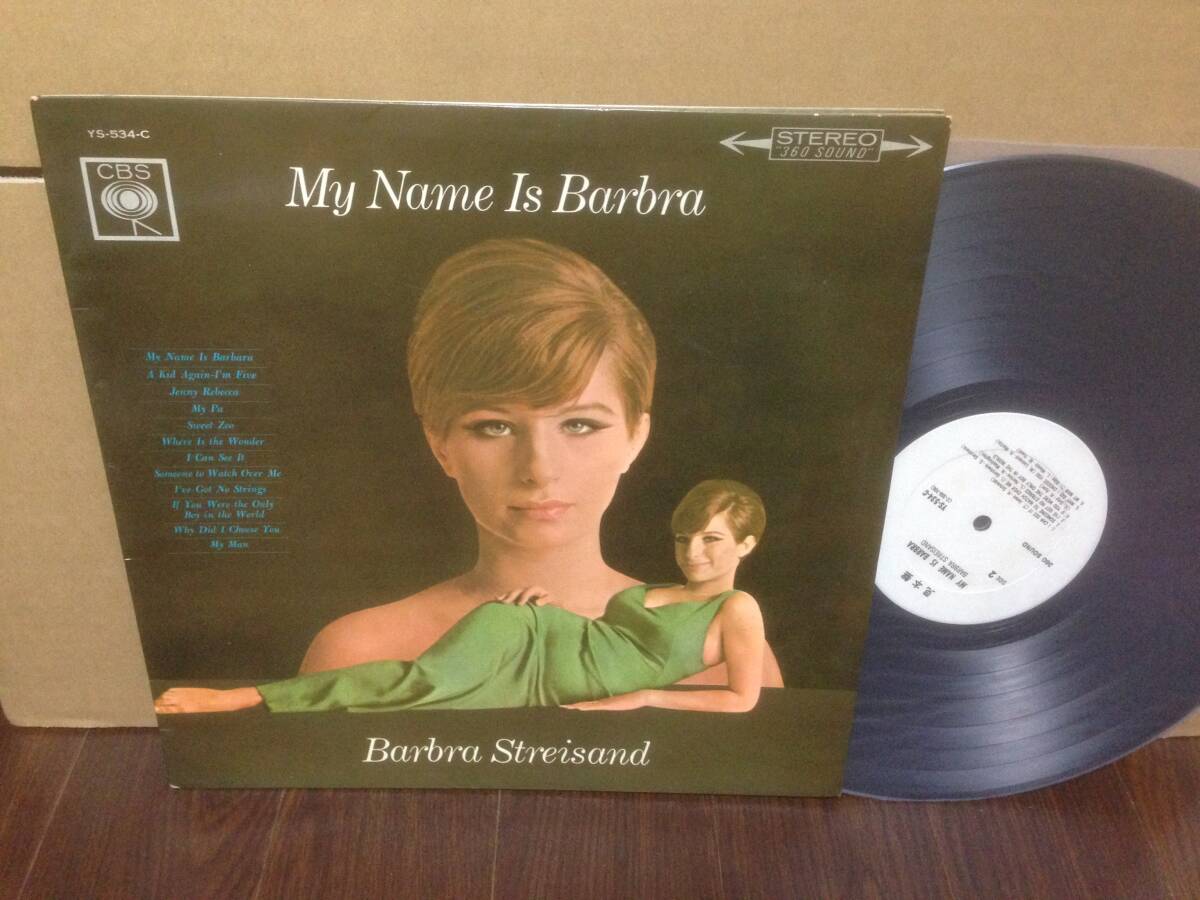 YS-534-C
STEREO
"360 SOUND"
CBS
My Name Is Barbra
My Name Is Barbara
A Kid Again-I'm Five
Jenny Rebecca
My Pa
Sweet Zoo
Where Is the Wonder
I Can See It
Someone to Watch Over Me
I've Got No Strings
If You Were the Only
Boy in the World
Why Did I Choose You
My Man
Barbra Streisand
見本盤
MY NAME IS BARBRA
BARBRA STREISAND
SIDE 2
360 SOUND
YS-534-C